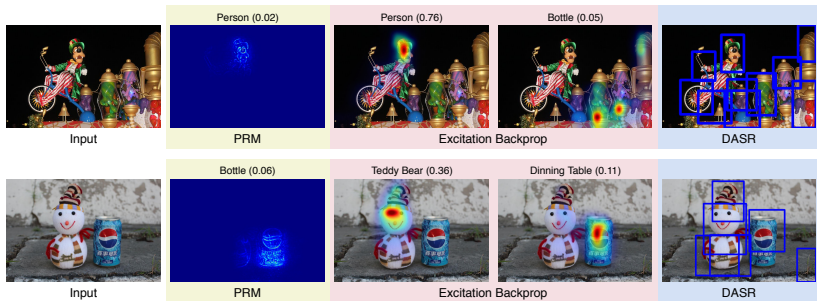 Person (0.02)
Person (0.76)
Bottle (0.05)
Input
PRM
Excitation Backprop
DASR
Bottle (0.06)
Teddy Bear (0.36)
Dinning Table (0.11)
Input
PRM
Excitation Backprop
DASR